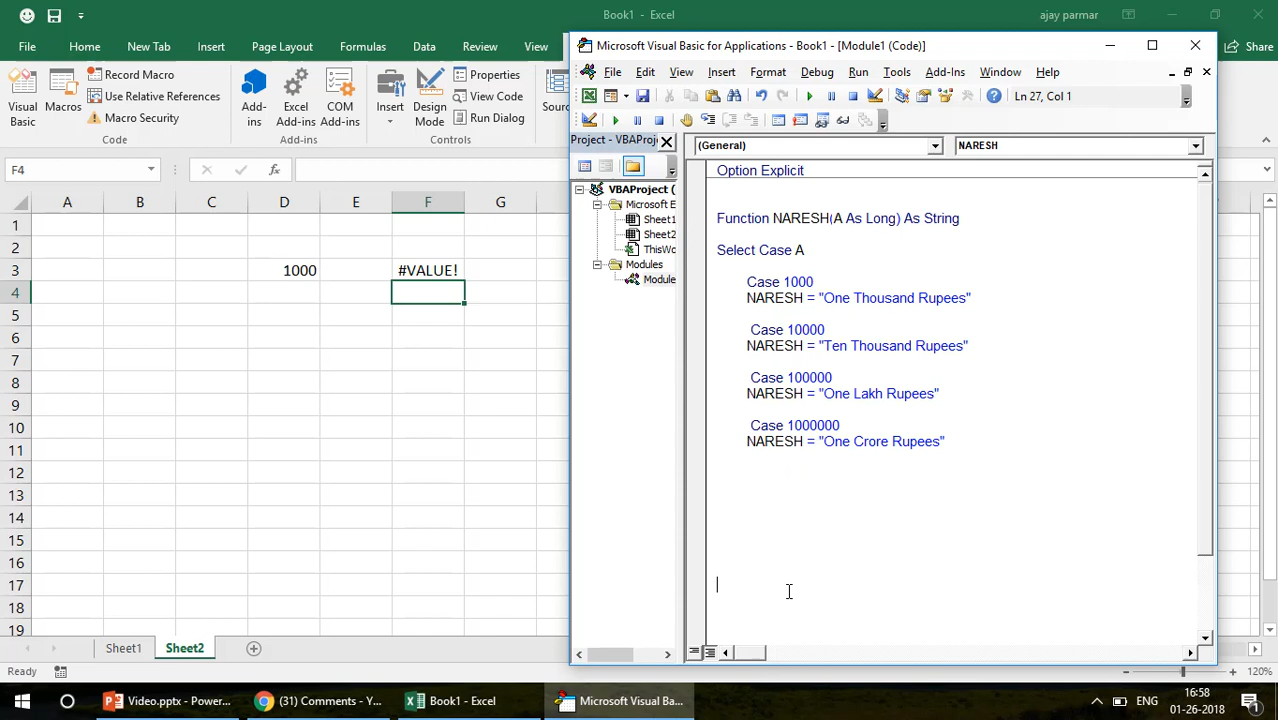 Book1 - Excel
ajay parmar
File Home New Tab Insert Page Layout Formulas Data Review View
Share
Visual Basic
Macros
Record Macro
Use Relative References
Macro Security
Code
Add-ins
Excel Add-ins
COM Add-ins
Add-ins
Insert
Design Mode
Properties
View Code
Run Dialog
Controls
Sourc
F4
fx
A B C D E F G
1
2
3 1000 #VALUE!
4
5
6
7
8
9
10
11
12
13
14
15
16
17
18
19
Sheet1 Sheet2
Ready
120%
Microsoft Visual Basic for Applications - Book1 - [Module1 (Code)]
File Edit View Insert Format Debug Run Tools Add-Ins Window Help
Ln 27, Col 1
Project - VBAProj
VBAProject (
Microsoft E
Sheet1
Sheet2
ThisWo
Modules
Module
(General)
NARESH
Option Explicit
Function NARESH(A As Long) As String
Select Case A
Case 1000
NARESH = "One Thousand Rupees"
Case 10000
NARESH = "Ten Thousand Rupees"
Case 100000
NARESH = "One Lakh Rupees"
Case 1000000
NARESH = "One Crore Rupees"
Video.pptx - Power...
(31) Comments - Y...
Book1 - Excel
Microsoft Visual Ba...
ENG
16:58
01-26-2018
1